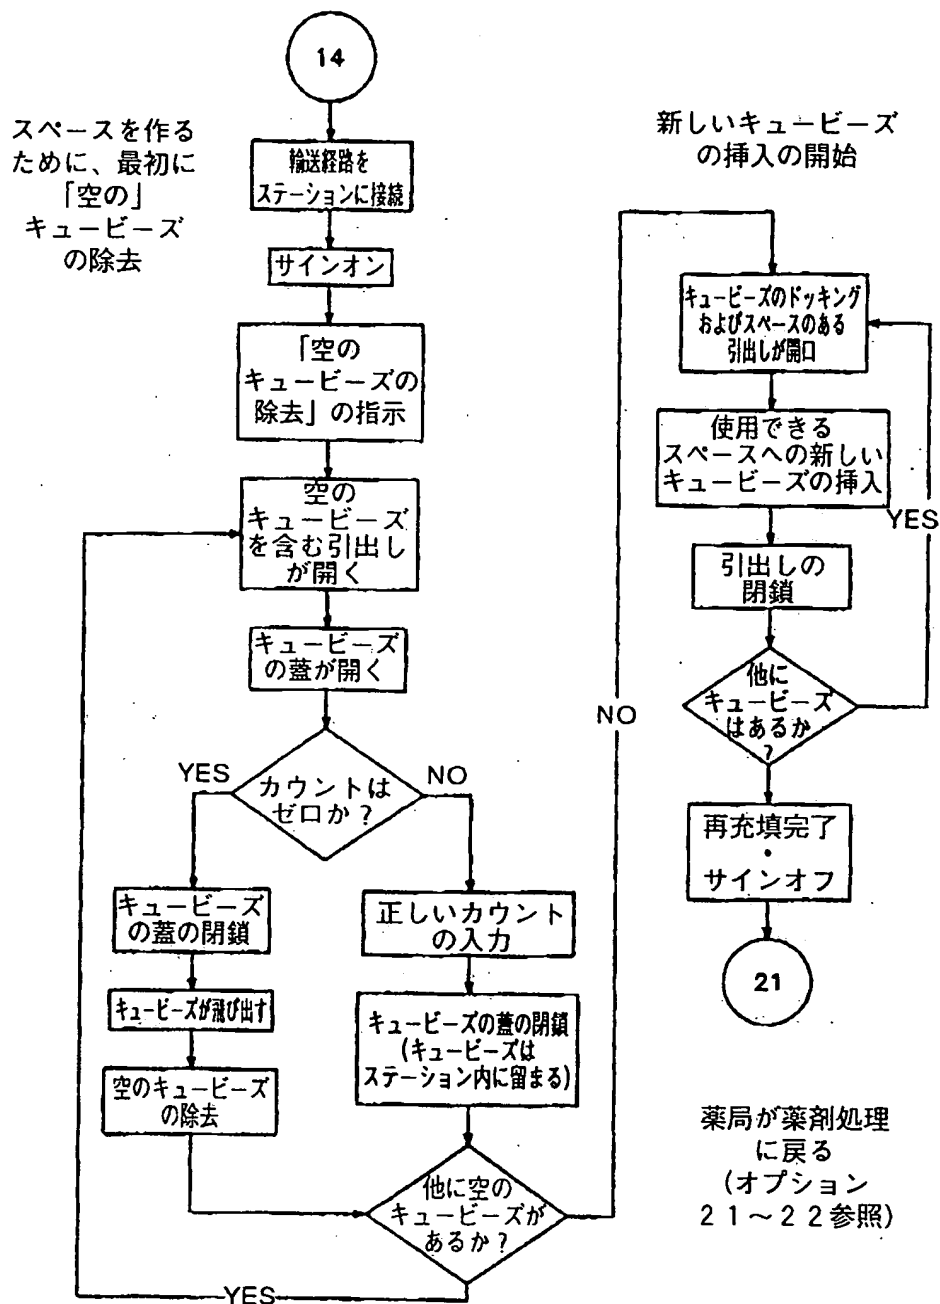 14
スペースを作る
ために、最初に
「空の」
キュービーズ
の除去
輸送経路を
ステーションに接続
サインオン
「空の
キュービーズの
除去」の指示
空の
キュービーズ
を含む引出し
が開く
キュービーズ
の蓋が開く
カウントは
ゼロか？
YES
NO
キュービーズ
の蓋の閉鎖
キュービーズが飛び出す
空のキュービーズ
の除去
正しいカウント
の入力
キュービーズの蓋の閉鎖
(キュービーズは
ステーション内に留まる)
他に空の
キュービーズが
あるか？
YES
NO
新しいキュービーズ
の挿入の開始
キュービーズのドッキング
およびスペースのある
引出しが開口
使用できる
スペースへの新しい
キュービーズの挿入
引出しの
閉鎖
他に
キュービーズ
はあるか
？
YES
再充填完了
・
サインオフ
21
薬局が薬剤処理
に戻る
(オプション
２１～２２参照)